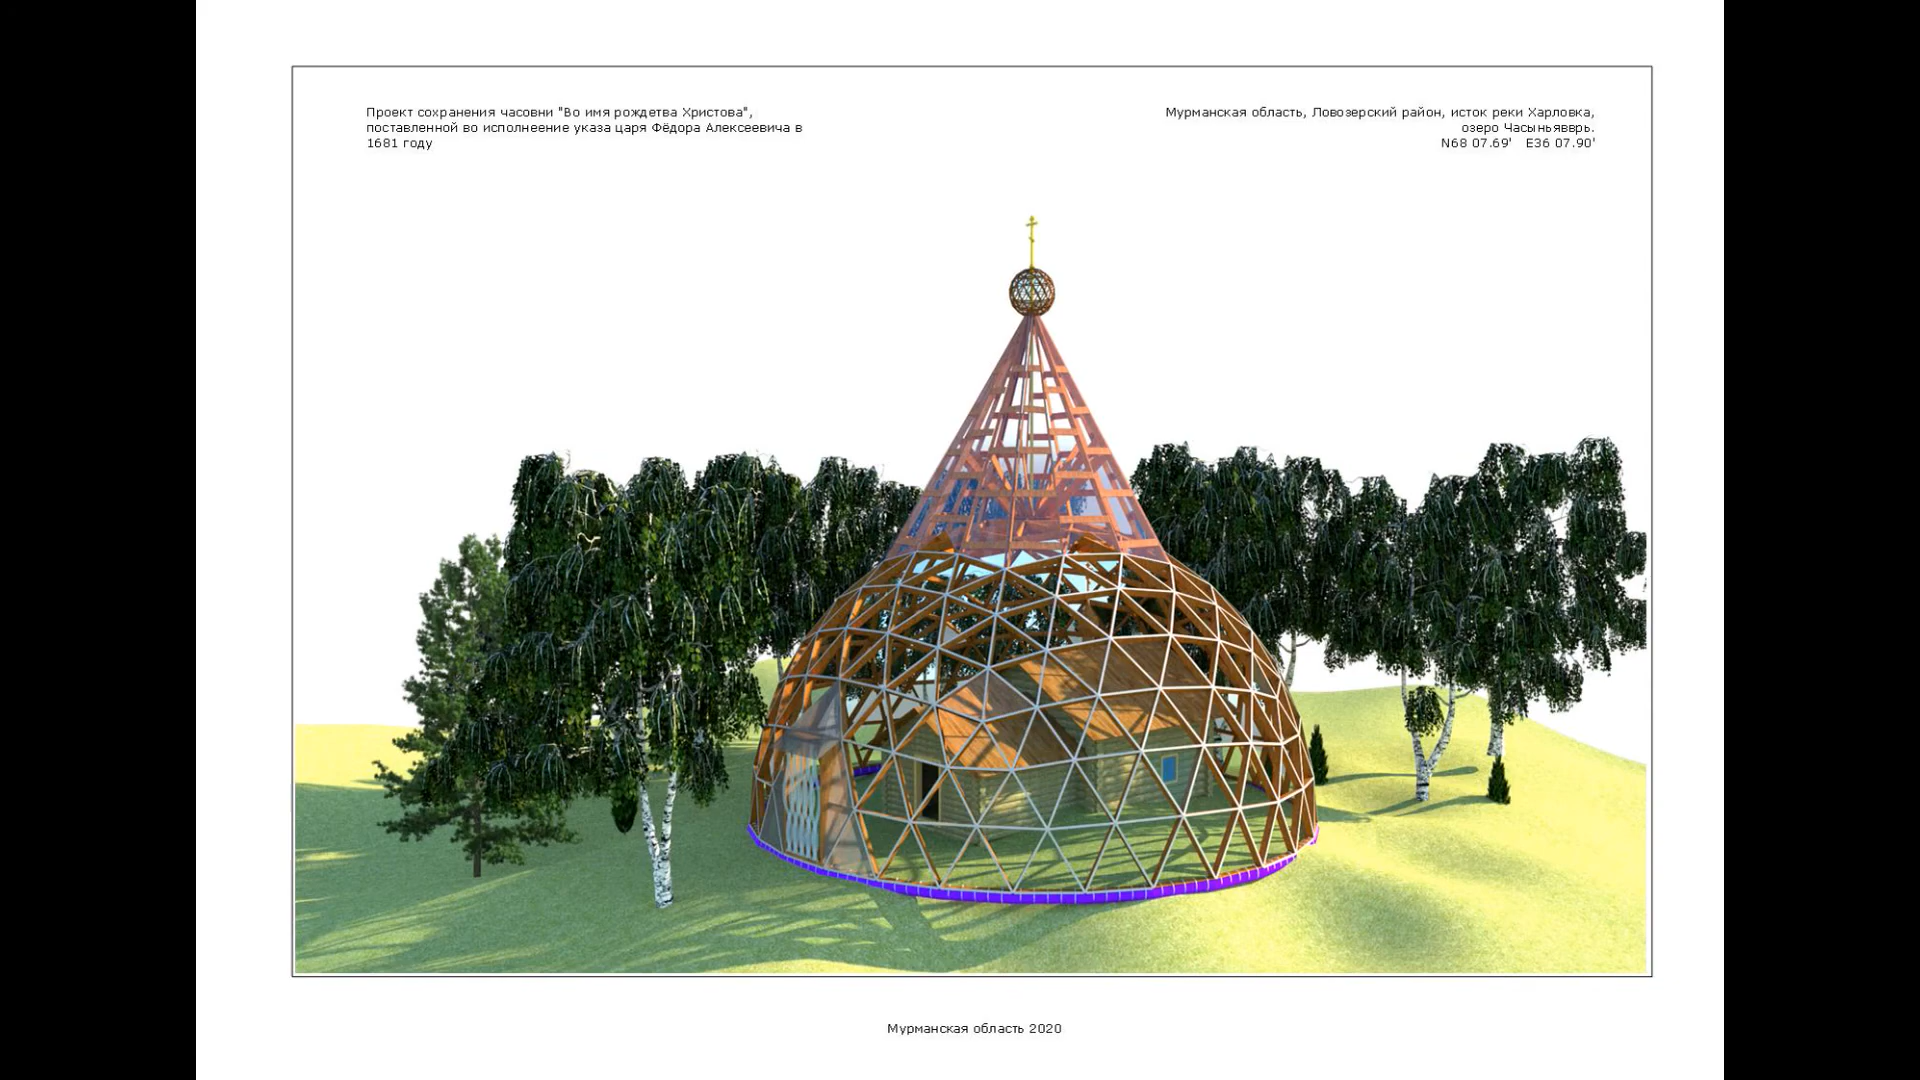 Проект сохранения часовни "Во имя рождетва Христова",
поставленной во исполнеение указа царя Фёдора Алексеевича в
1681 году
Мурманская область, Ловозерский район, исток реки Харловка,
озеро Часыньявврь.
N68 07.69' E36 07.90'
Мурманская область 2020